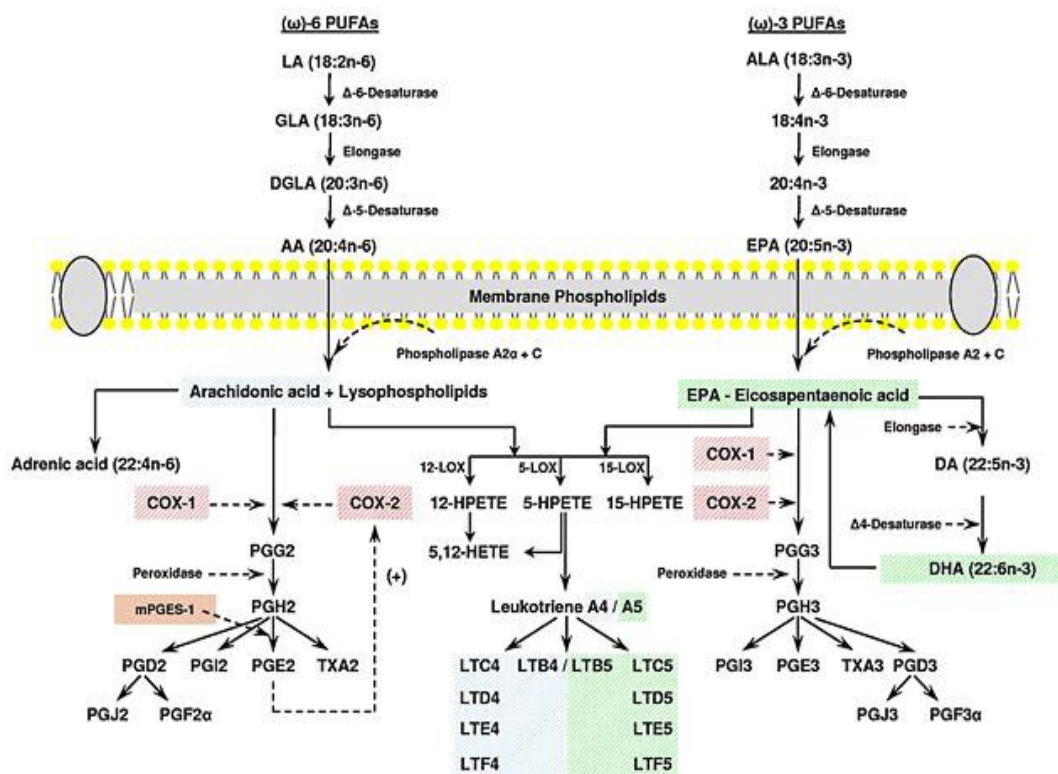 (ω)-6 PUFAs
(ω)-3 PUFAs
LA (18:2n-6)
ALA (18:3n-3)
Δ-6-Desaturase
Δ-6-Desaturase
GLA (18:3n-6)
18:4n-3
Elongase
Elongase
DGLA (20:3n-6)
20:4n-3
Δ-5-Desaturase
Δ-5-Desaturase
AA (20:4n-6)
EPA (20:5n-3)
Membrane Phospholipids
Phospholipase A2α + C
Phospholipase A2 + C
Arachidonic acid + Lysophospholipids
EPA - Eicosapentaenoic acid
Elongase
Adrenic acid (22:4n-6)
12-LOX
5-LOX
15-LOX
COX-1
DA (22:5n-3)
COX-1
COX-2
12-HPETE
5-HPETE
15-HPETE
COX-2
Δ4-Desaturase
PGG2
5,12-HETE
PGG3
Peroxidase
(+)
Peroxidase
DHA (22:6n-3)
mPGES-1
PGH2
Leukotriene A4 / A5
PGH3
PGD2
PGI2
PGE2
TXA2
LTC4
LTB4 / LTB5
LTC5
PGI3
PGE3
TXA3
PGD3
LTD4
LTD5
PGJ2
PGF2α
PGJ3
PGF3α
LTE4
LTE5
LTF4
LTF5